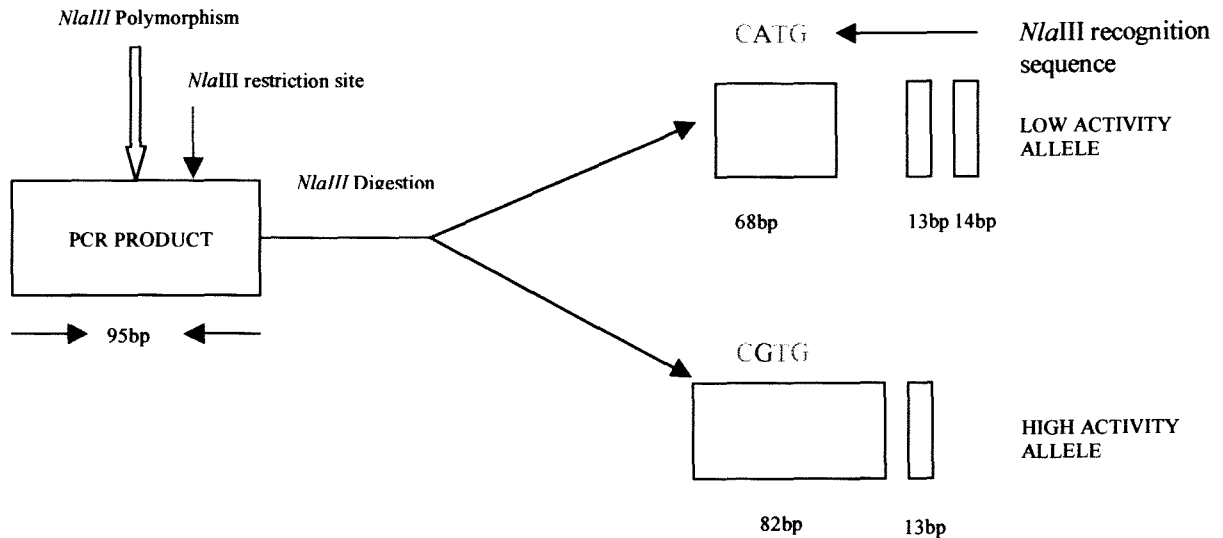 NlaIII Polymorphism
NlaIII restriction site
PCR PRODUCT
95bp
NlaIII Digestion
CATG
NlaIII recognition
sequence
LOW ACTIVITY
ALLELE
68bp
13bp 14bp
CGTG
HIGH ACTIVITY
ALLELE
82bp
13bp